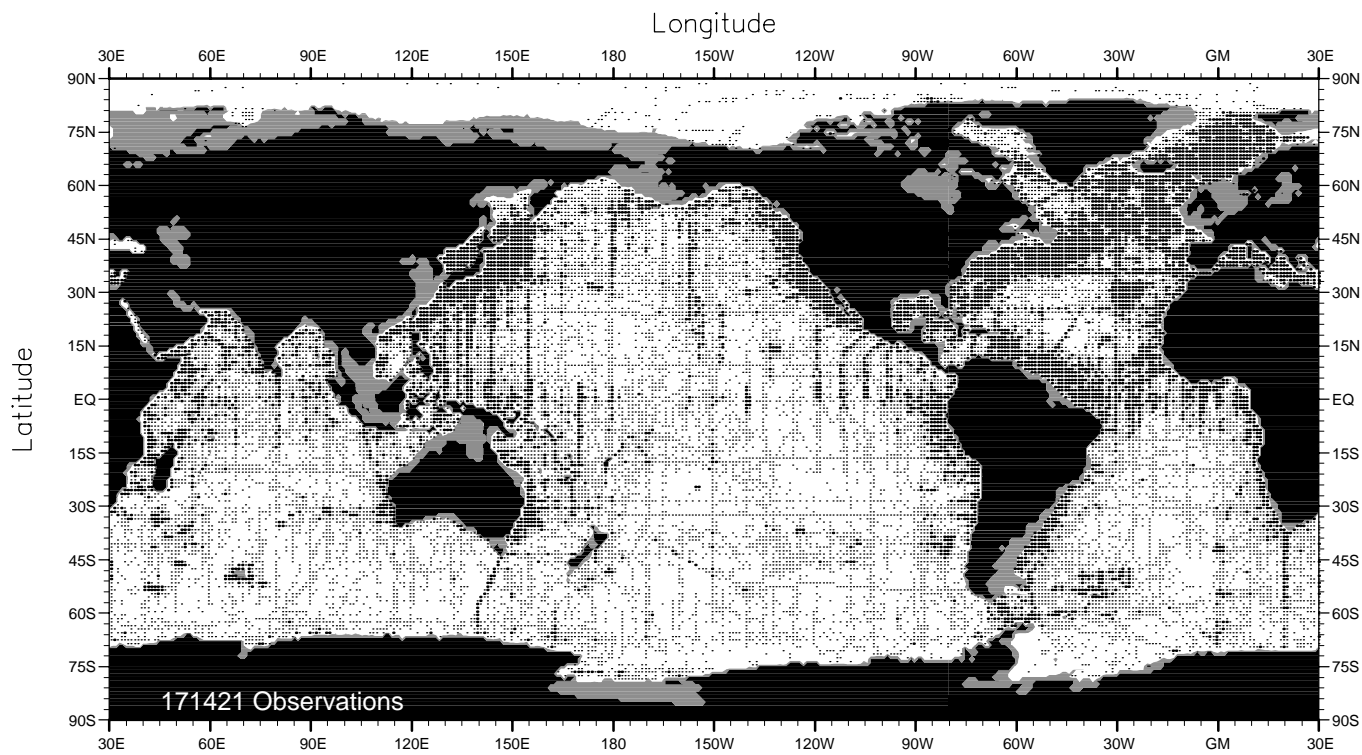 Longitude
30E 60E 90E 120E 150E 180 150W 120W 90W 60W 30W GM 30E
90N 90N
75N 75N
60N 60N
45N 45N
30N 30N
15N 15N
Latitude
EQ EQ
15S 15S
30S 30S
45S 45S
60S 60S
75S 75S
171421 Observations
90S 90S
30E 60E 90E 120E 150E 180 150W 120W 90W 60W 30W GM 30E